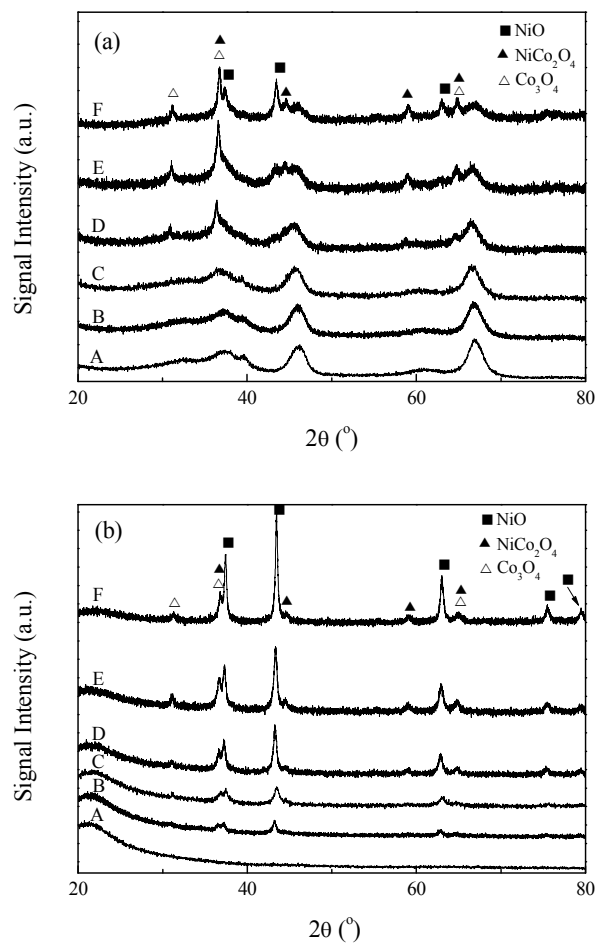 (a)
■ NiO
▲ NiCo₂O₄
△ Co₃O₄
F
E
D
C
B
A
Signal Intensity (a.u.)
20 40 60 80
2θ (°)
(b)
■ NiO
▲ NiCo₂O₄
△ Co₃O₄
F
E
D
C
B
A
Signal Intensity (a.u.)
20 40 60 80
2θ (°)